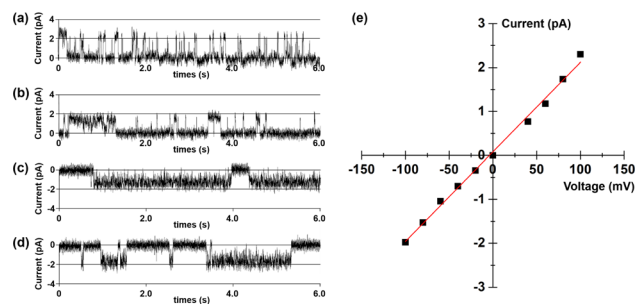 (a)
Current (pA)
4
2
0
0
2.0
4.0
6.0
times (s)
(b)
Current (pA)
4
2
0
0
2.0
4.0
6.0
times (s)
(c)
Current (pA)
0
-2
-4
0
2.0
4.0
6.0
times (s)
(d)
Current (pA)
0
-2
-4
0
2.0
4.0
6.0
times (s)
(e)
Current (pA)
3
2
1
0
-1
-2
-3
-150
-100
-50
0
50
100
150
Voltage (mV)